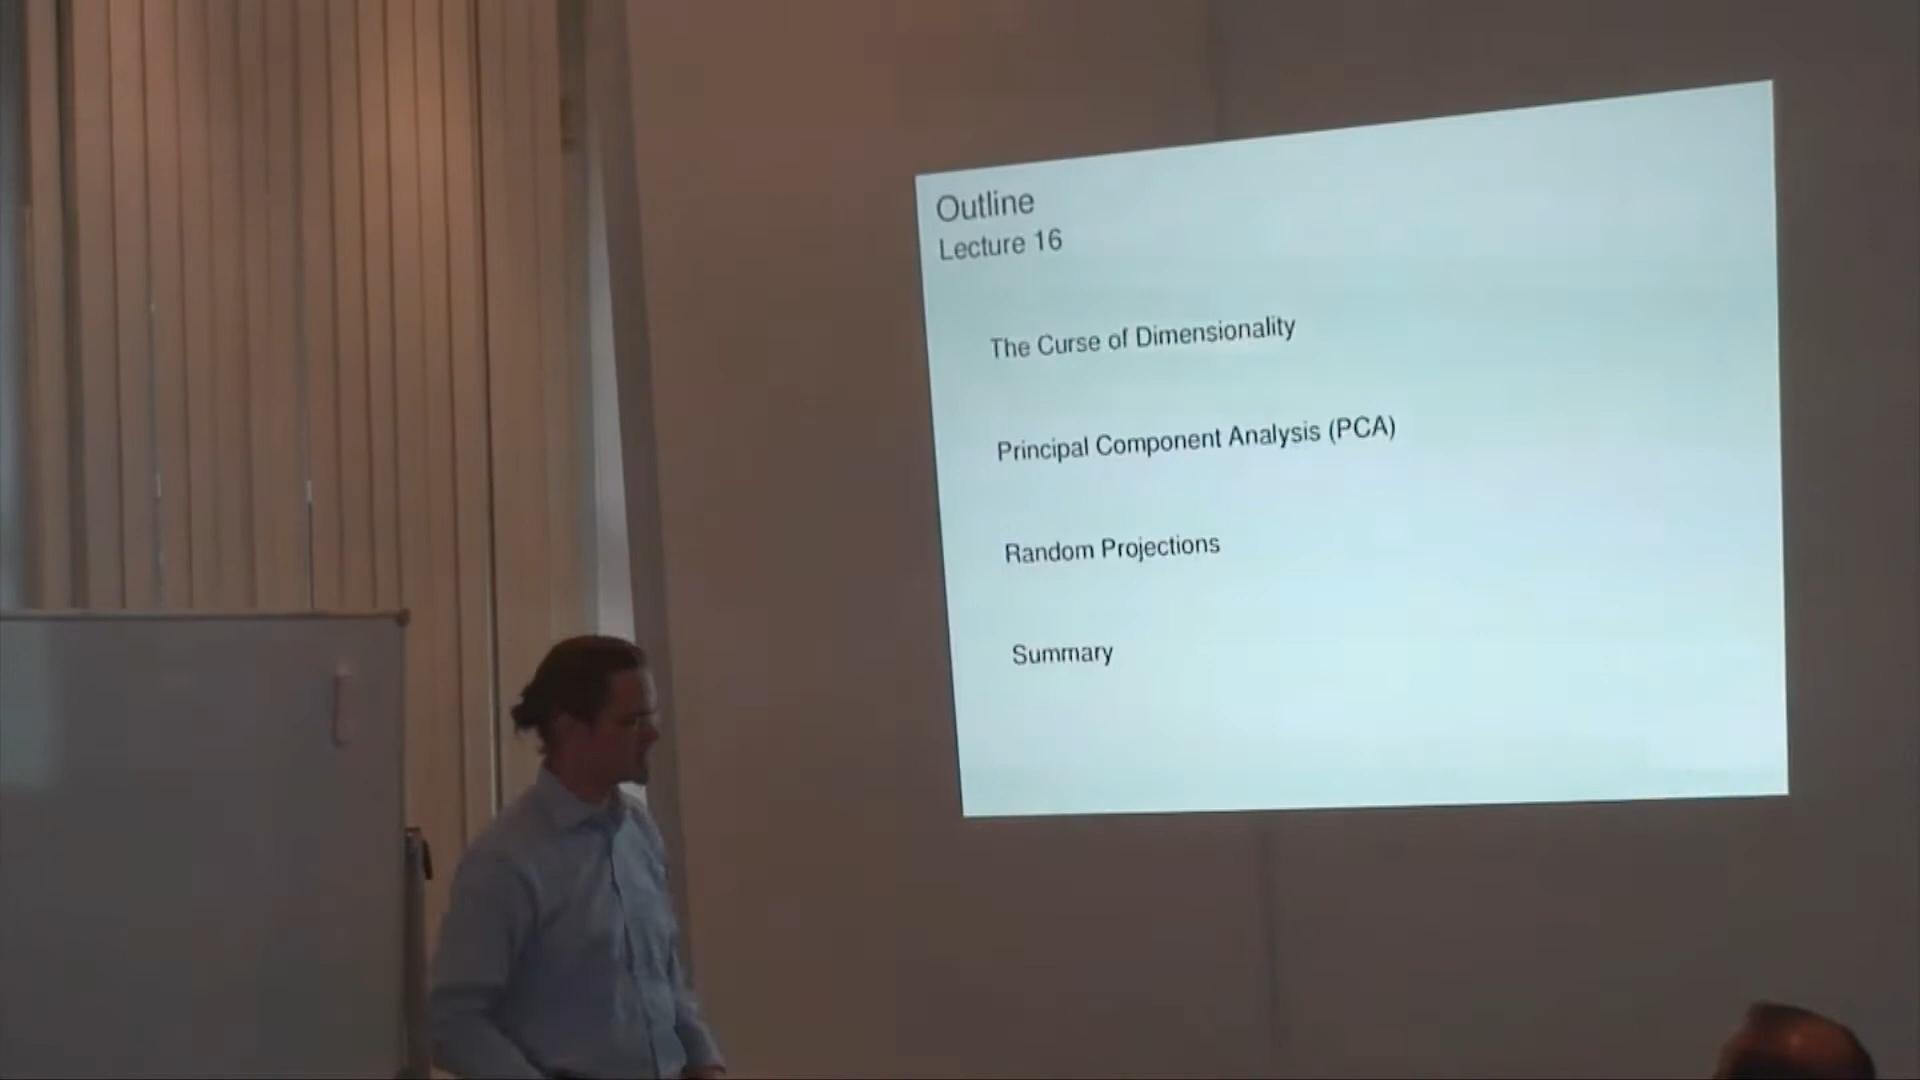 Outline
Lecture 16
The Curse of Dimensionality
Principal Component Analysis (PCA)
Random Projections
Summary